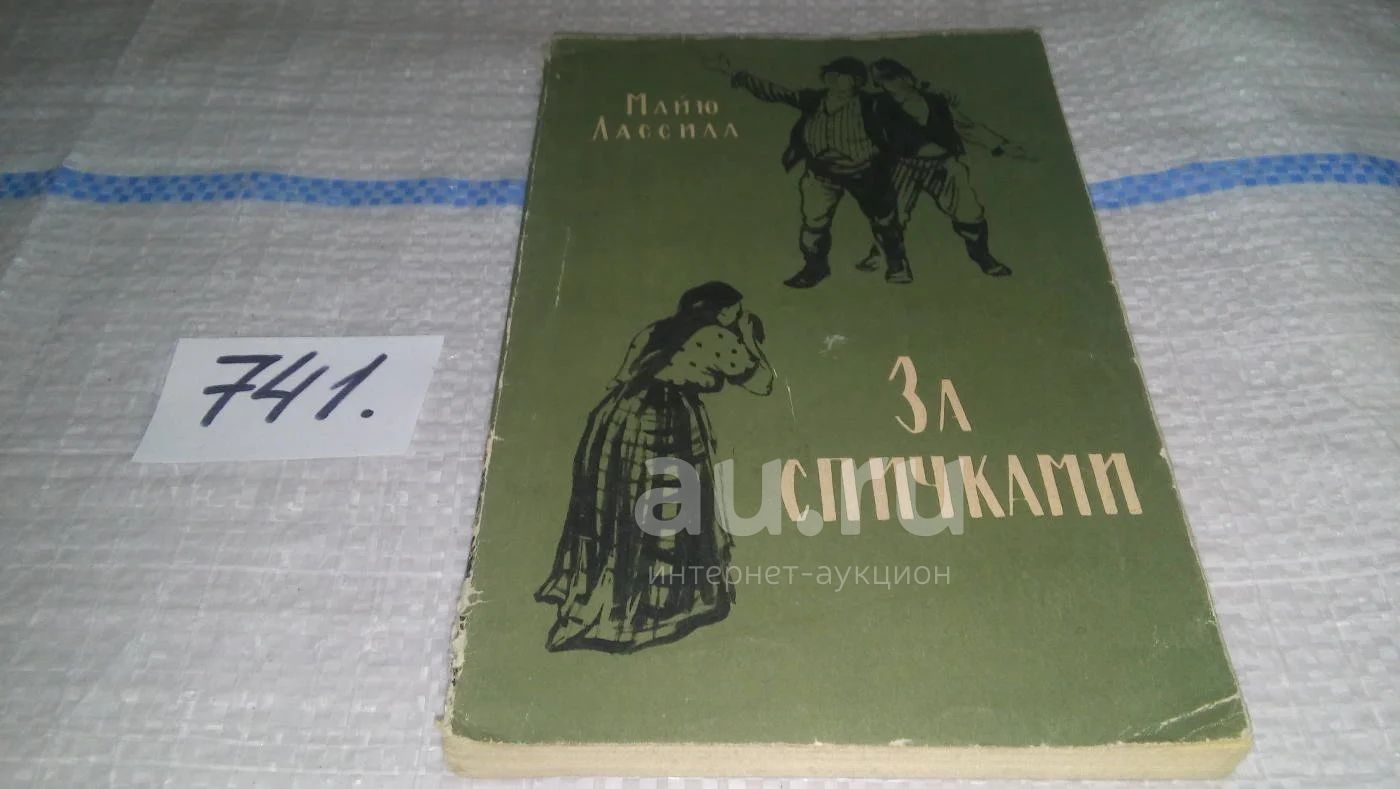 Майю
Лассила
За
спичками
741.
au.ru
интернет-аукцион